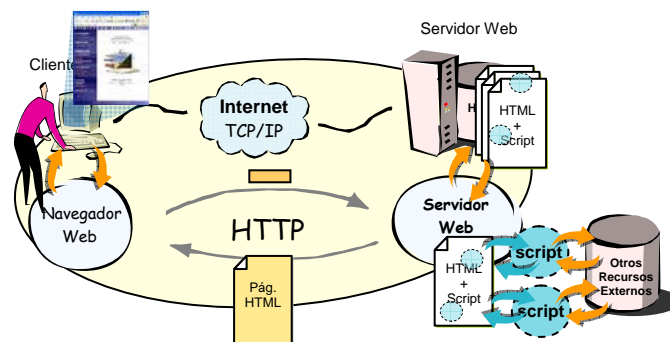 Servidor Web
Cliente
Internet
TCP/IP
HTML
+
Script
Navegador
Web
HTTP
Servidor
Web
Pág.
HTML
HTML
+
Script
script
script
Otros
Recursos
Externos